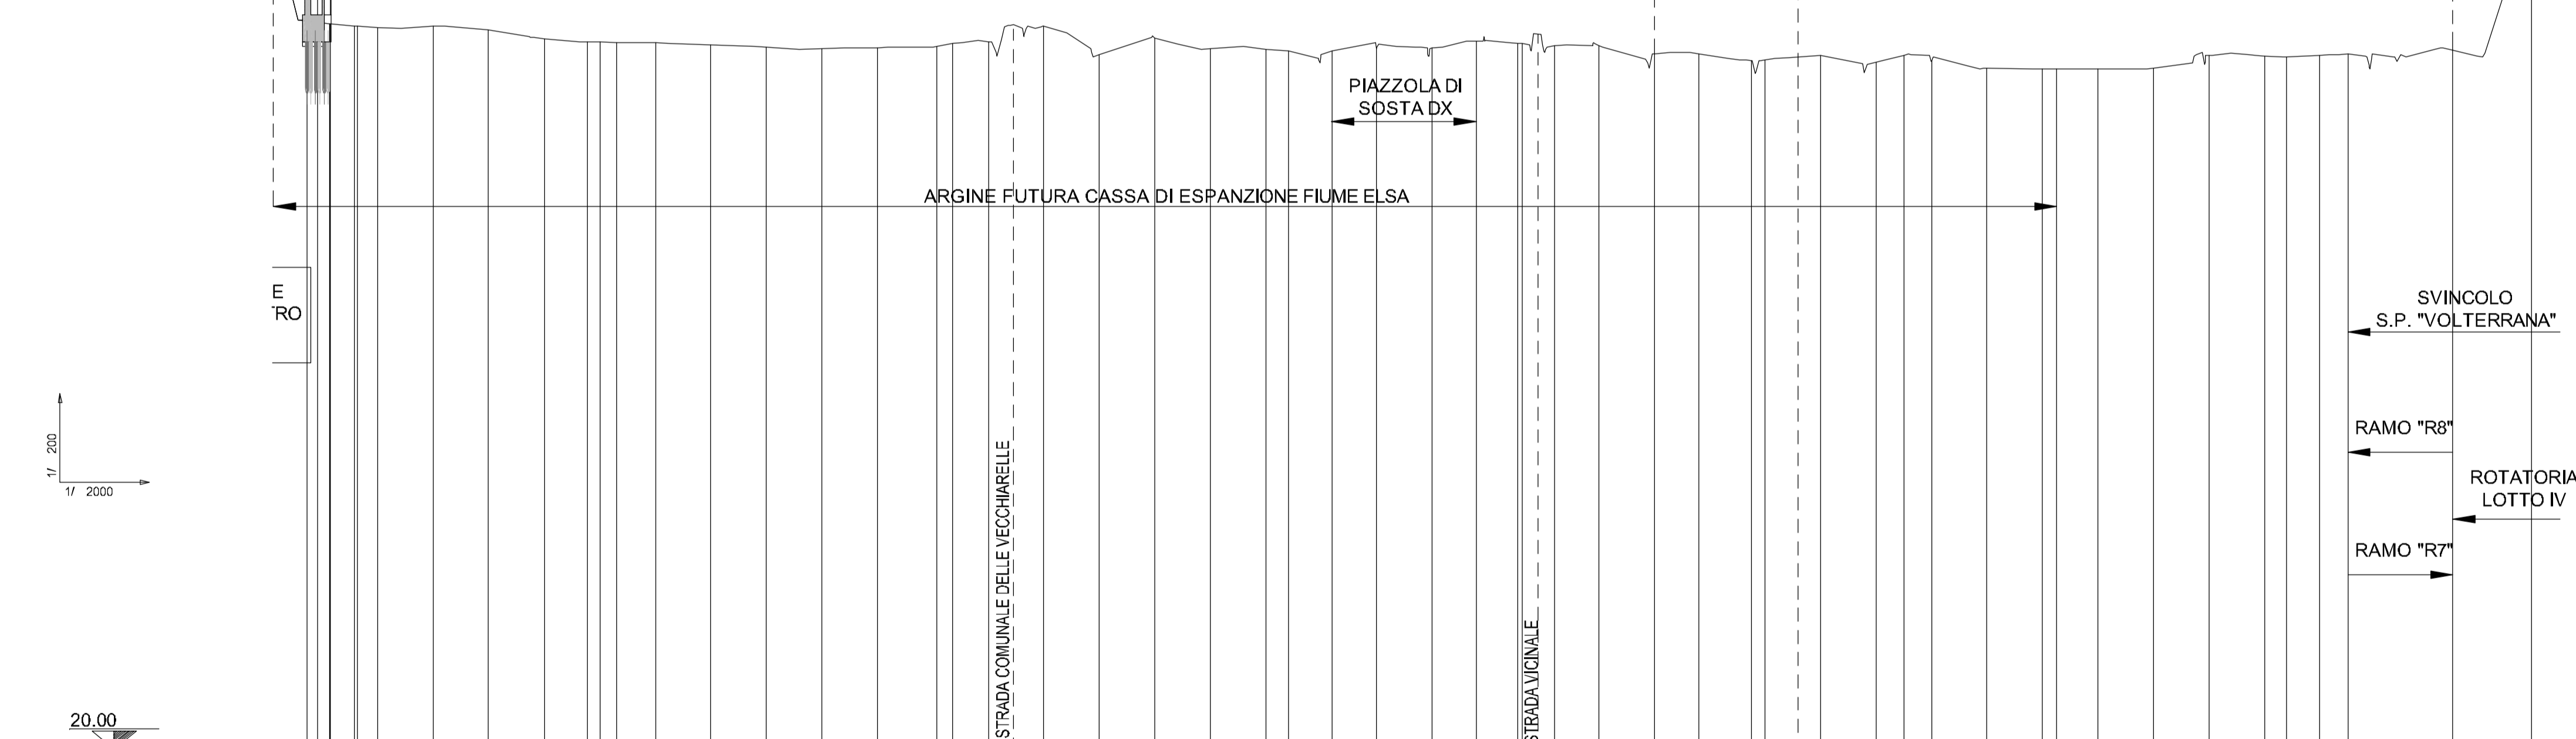 PIAZZOLA DI
SOSTA DX
ARGINE FUTURA CASSA DI ESPANZIONE FIUME ELSA
E
TRO
SVINCOLO
S.P. "VOLTERRANA"
1/ 200
1/ 2000
RAMO "R8"
ROTATORIA
LOTTO IV
RAMO "R7"
STRADA COMUNALE DELLE VECCHIARELLE
STRADA VICINALE
20.00